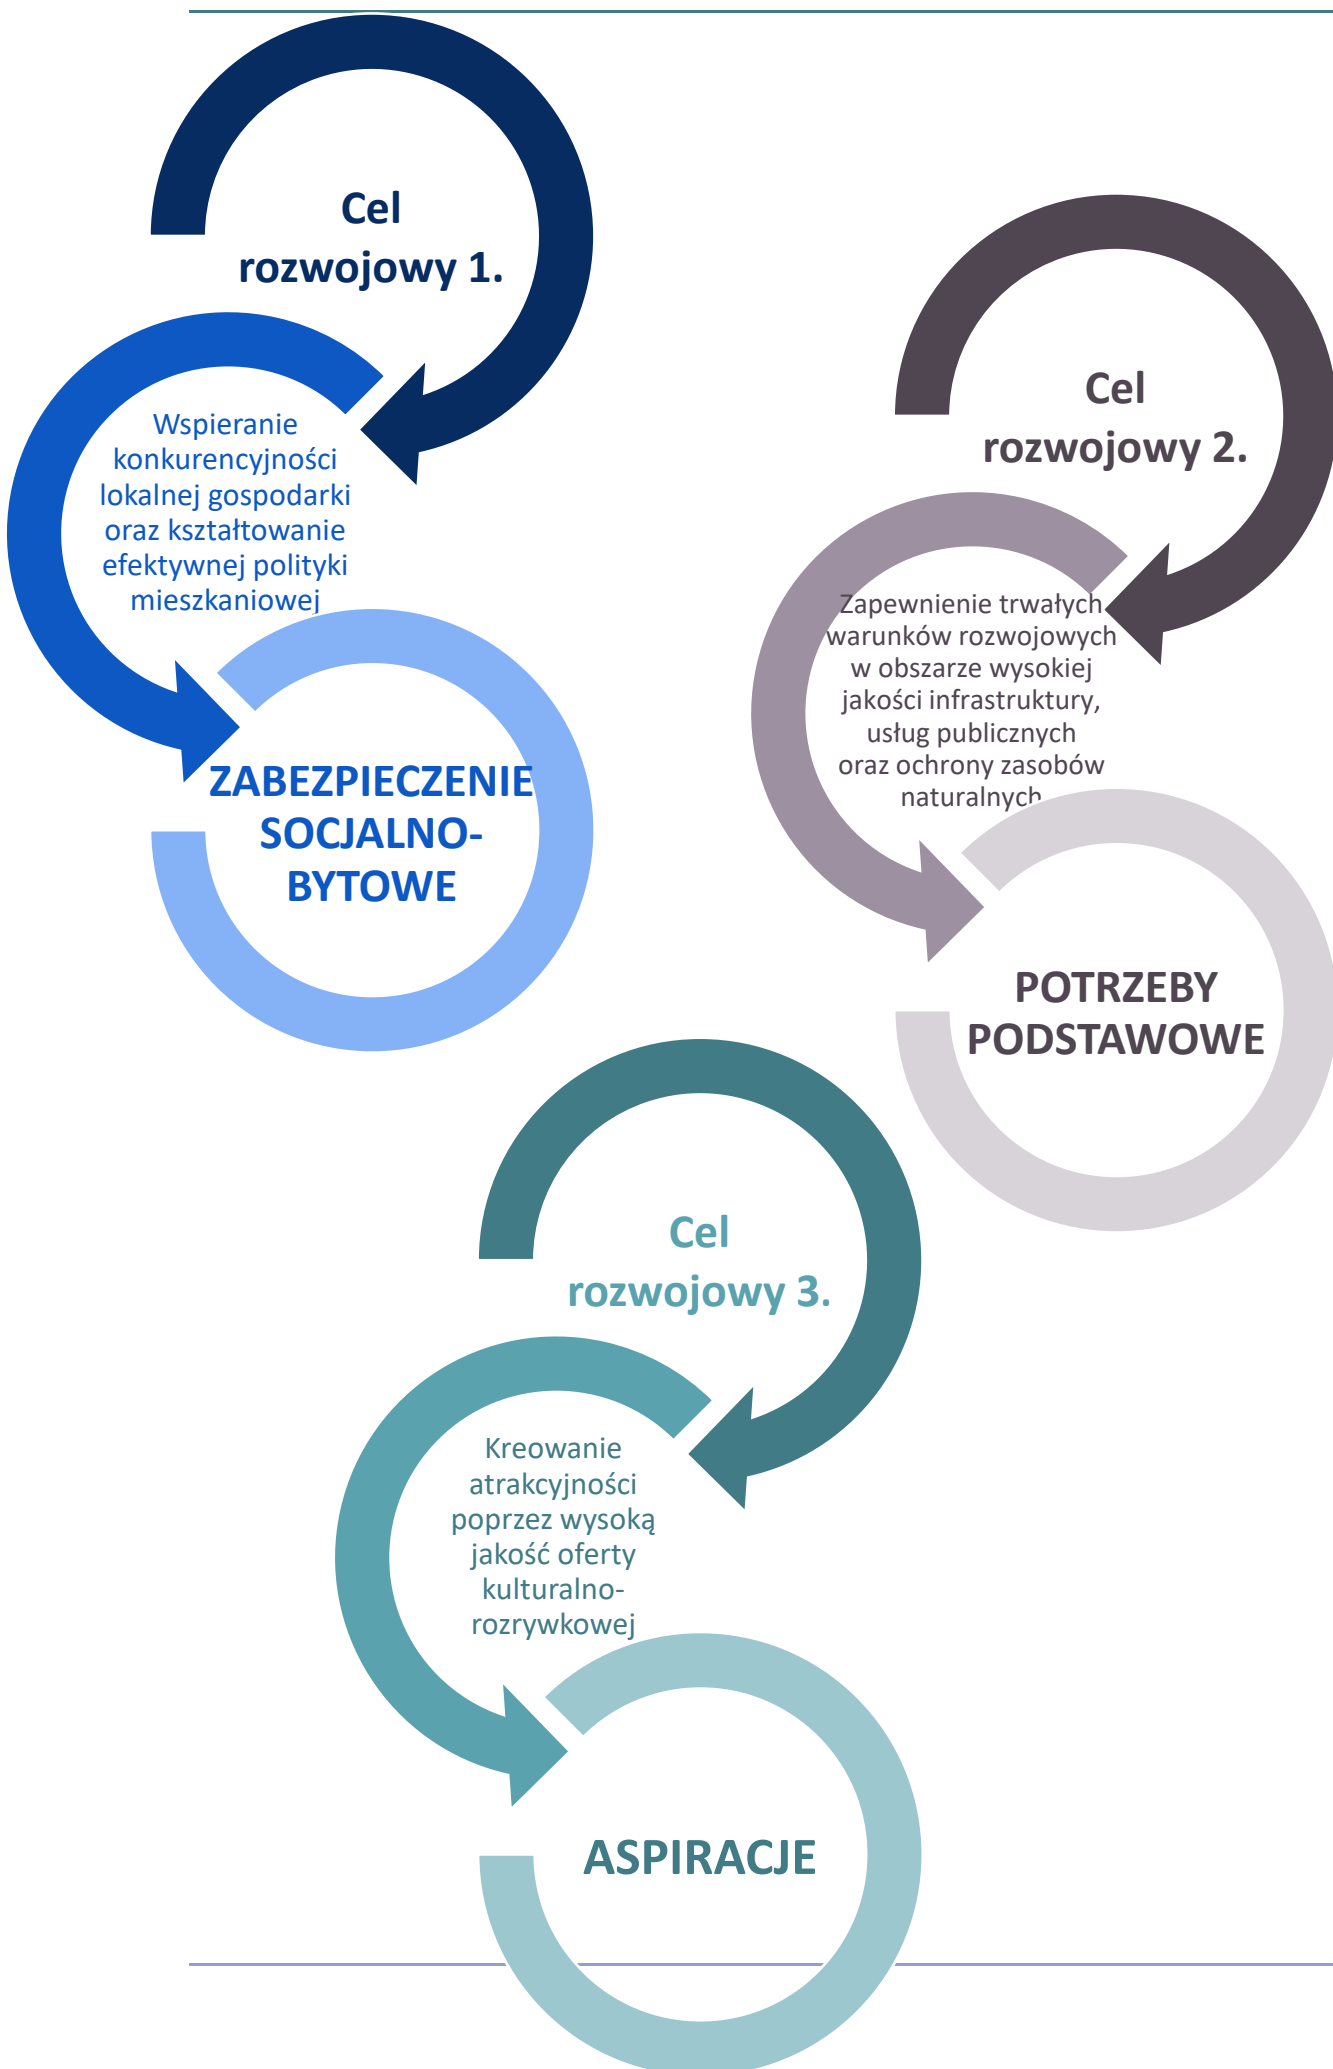 Cel
rozwojowy 1.
Wspieranie
konkurencyjności
lokalnej gospodarki
oraz kształtowanie
efektywnej polityki
mieszkaniowej
ZABEZPIECZENIE
SOCJALNO-
BYTOWE
Cel
rozwojowy 2.
Zapewnienie trwałych
warunków rozwojowych
w obszarze wysokiej
jakości infrastruktury,
usług publicznych
oraz ochrony zasobów
naturalnych
POTRZEBY
PODSTAWOWE
Cel
rozwojowy 3.
Kreowanie
atrakcyjności
poprzez wysoką
jakość oferty
kulturalno-
rozrywkowej
ASPIRACJE